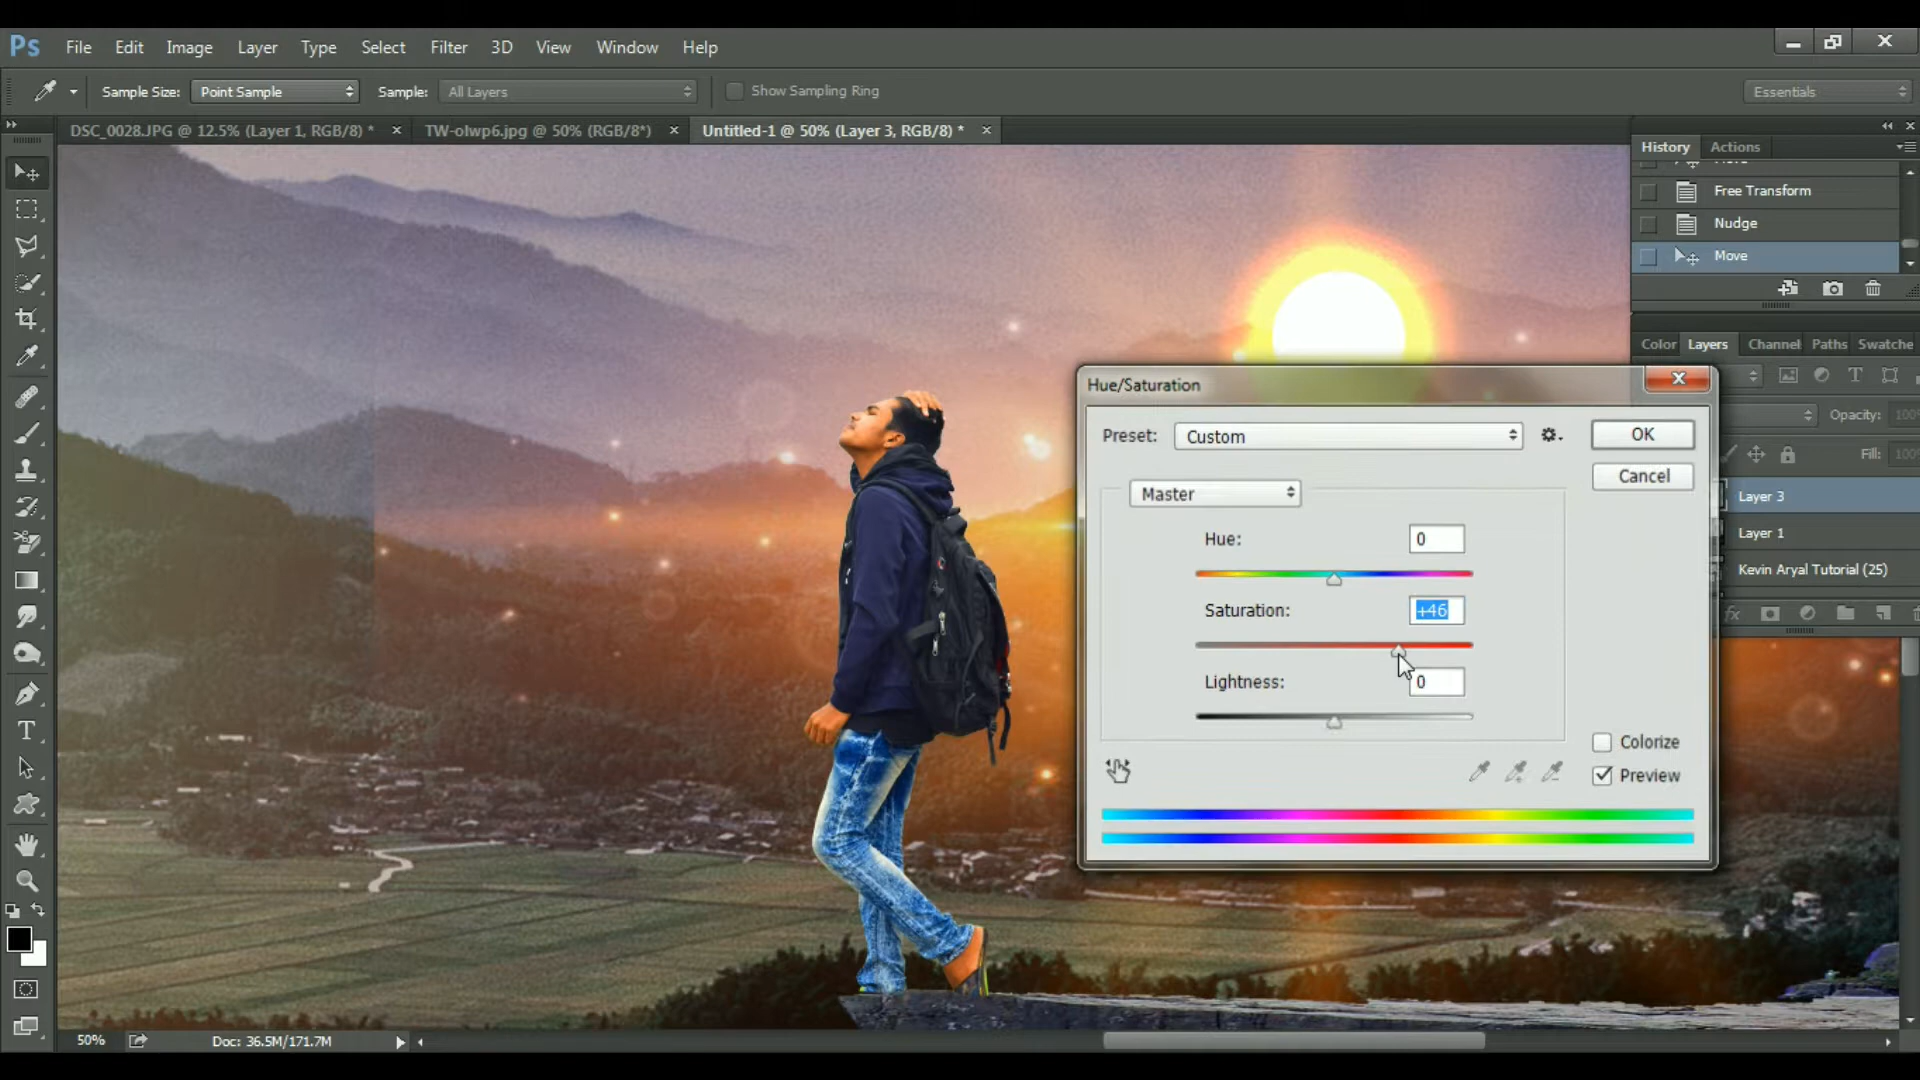 Ps File Edit Image Layer Type Select Filter 3D View Window Help
Sample Size: Point Sample Sample: All Layers Show Sampling Ring Essentials
DSC_0028.JPG @ 12.5% (Layer 1, RGB/8) * TW-olwp6.jpg @ 50% (RGB/8*) Untitled-1 @ 50% (Layer 3, RGB/8) *
History Actions
Free Transform
Nudge
Move
Color Layers Channel Paths Swatche
Opacity: 100
Fill: 100
Layer 3
Layer 1
Kevin Aryal Tutorial (25)
fx
Hue/Saturation
Preset: Custom OK
Cancel
Master
Hue: 0
Saturation: +46
Lightness: 0
Colorize
Preview
50% Doc: 36.5M/171.7M